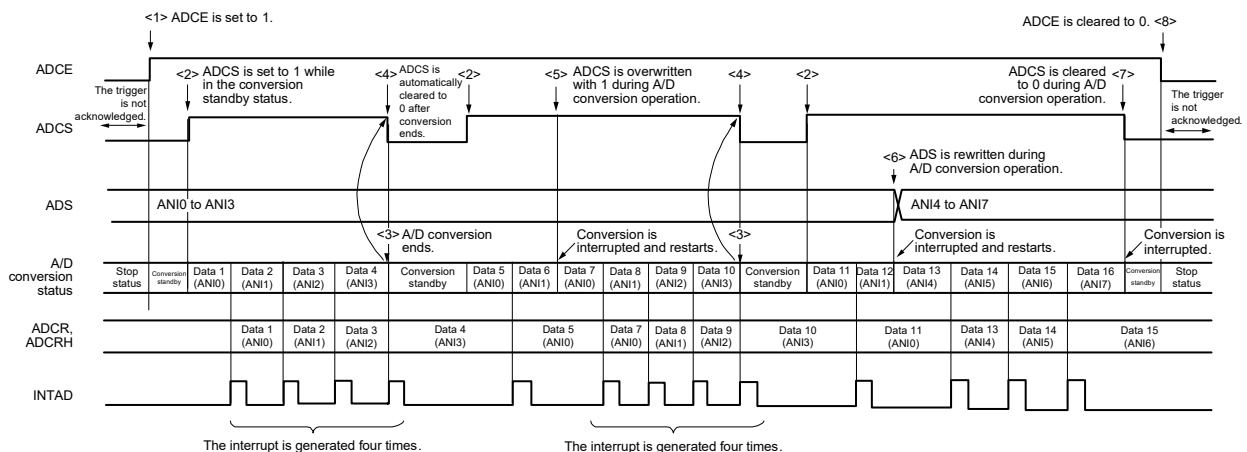 <1> ADCE is set to 1.
ADCE is cleared to 0. <8>
ADCE
The trigger
is not
acknowledged.
<2> ADCS is set to 1 while
in the conversion
standby status.
<4> ADCS is
automatically
cleared to
0 after
conversion
ends.
<2>
<5> ADCS is overwritten
with 1 during A/D
conversion operation.
<4>
<2>
ADCS is cleared <7>
to 0 during A/D
conversion operation.
The trigger
is not
acknowledged.
ADCS
<6> ADS is rewritten during
A/D conversion operation.
ADS
ANI0 to ANI3
ANI4 to ANI7
<3> A/D conversion
ends.
Conversion is
interrupted and restarts.
<3>
Conversion is
interrupted and restarts.
Conversion is
interrupted.
A/D
conversion
status
Stop
status
Conversion
standby
Data 1
(ANI0)
Data 2
(ANI1)
Data 3
(ANI2)
Data 4
(ANI3)
Conversion
standby
Data 5
(ANI0)
Data 6
(ANI1)
Data 7
(ANI0)
Data 8
(ANI1)
Data 9
(ANI2)
Data 10
(ANI3)
Conversion
standby
Data 11
(ANI0)
Data 12
(ANI1)
Data 13
(ANI4)
Data 14
(ANI5)
Data 15
(ANI6)
Data 16
(ANI7)
Conversion
standby
Stop
status
ADCR,
ADCRH
Data 1
(ANI0)
Data 2
(ANI1)
Data 3
(ANI2)
Data 4
(ANI3)
Data 5
(ANI0)
Data 7
(ANI0)
Data 8
(ANI1)
Data 9
(ANI2)
Data 10
(ANI3)
Data 11
(ANI0)
Data 13
(ANI4)
Data 14
(ANI5)
Data 15
(ANI6)
INTAD
The interrupt is generated four times.
The interrupt is generated four times.